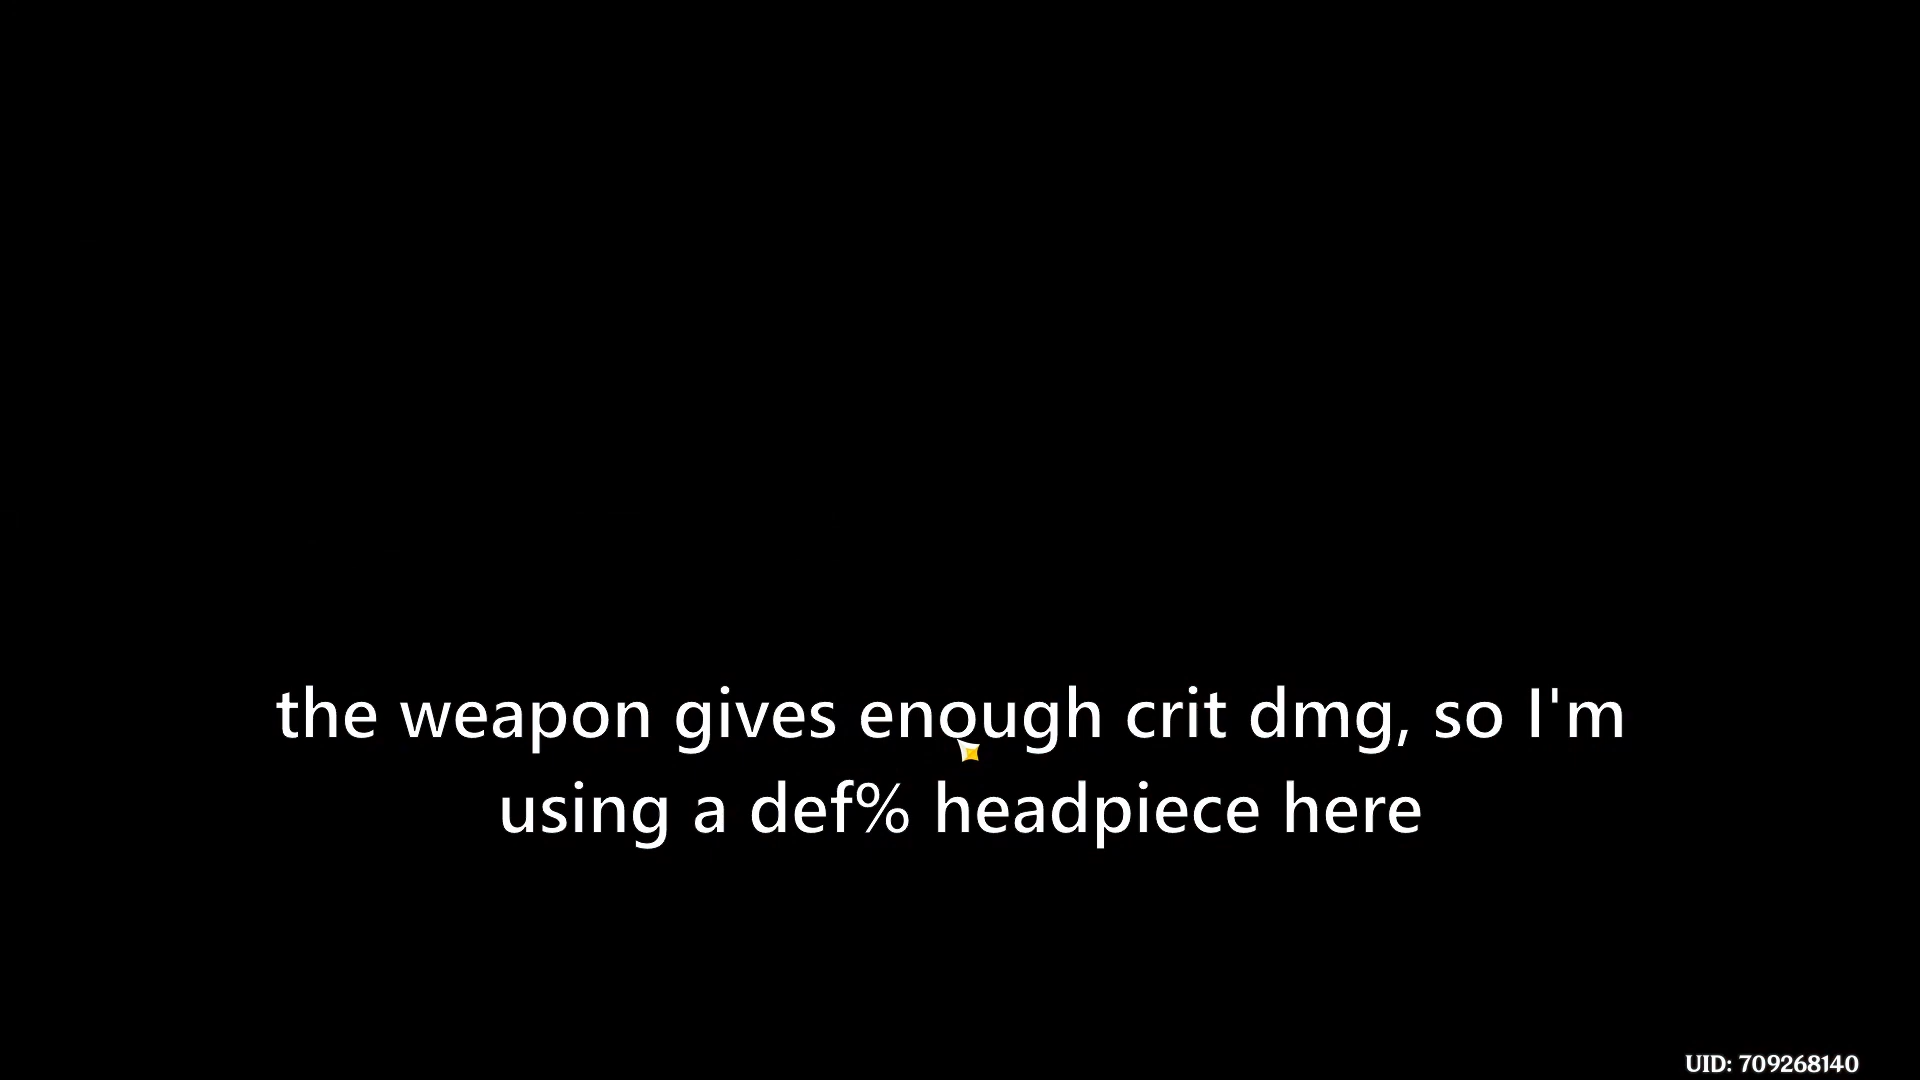 the weapon gives enough crit dmg, so I'm
using a def% headpiece here
UID: 709268140